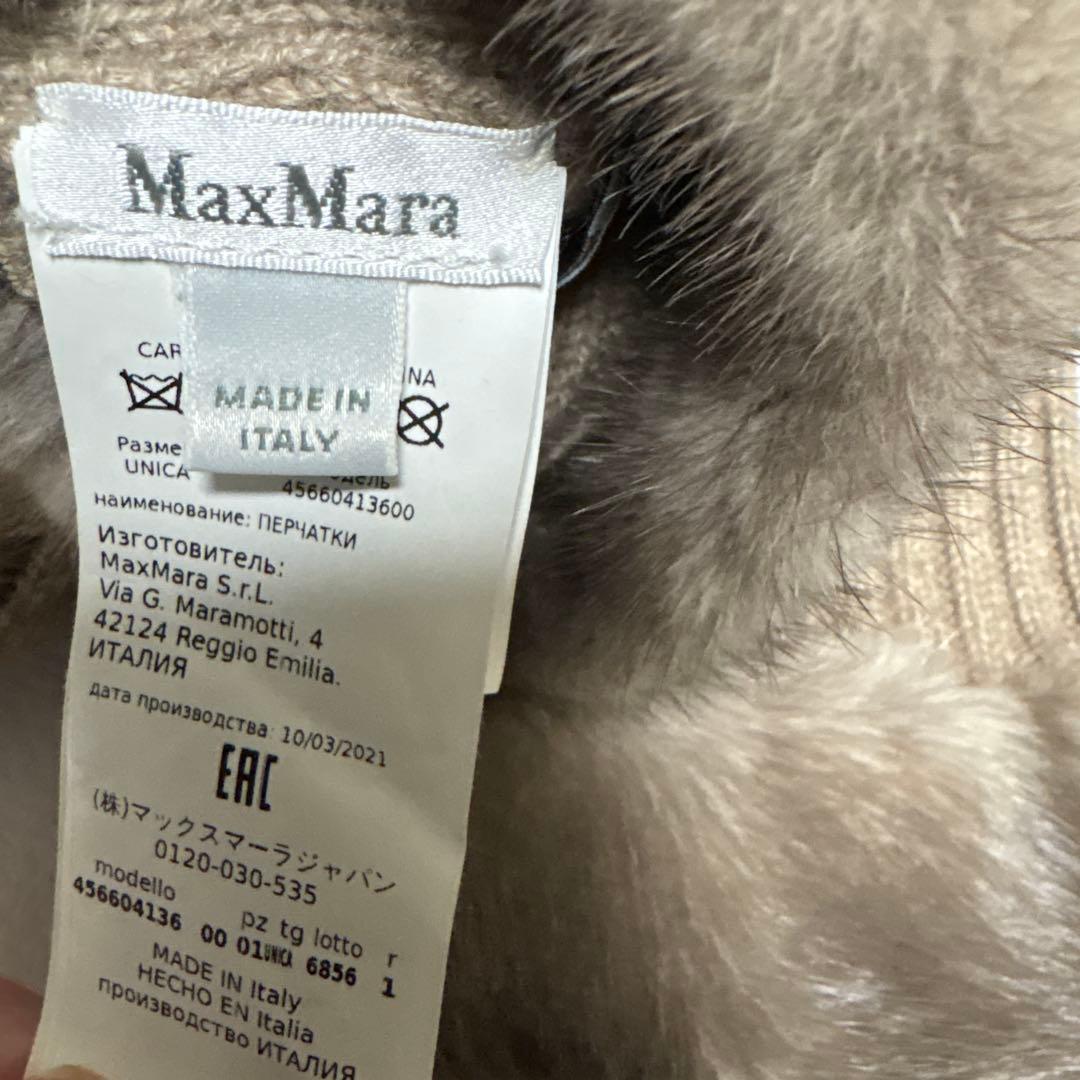 MaxMara
MADE IN
ITALY
CAR
NA
Разме
UNICA
дель
45660413600
наименование: ПЕРЧАТКИ
Изготовитель:
MaxMara S.r.L.
Via G. Maramotti, 4
42124 Reggio Emilia.
ИТАЛИЯ
дата производства: 10/03/2021
EAC
(株)マックスマーラジャパン
0120-030-535
modello pz tg lotto r
456604136 00 01 UNICA 6856 1
MADE IN Italy
HECHO EN Italia
производство ИТАЛИЯ